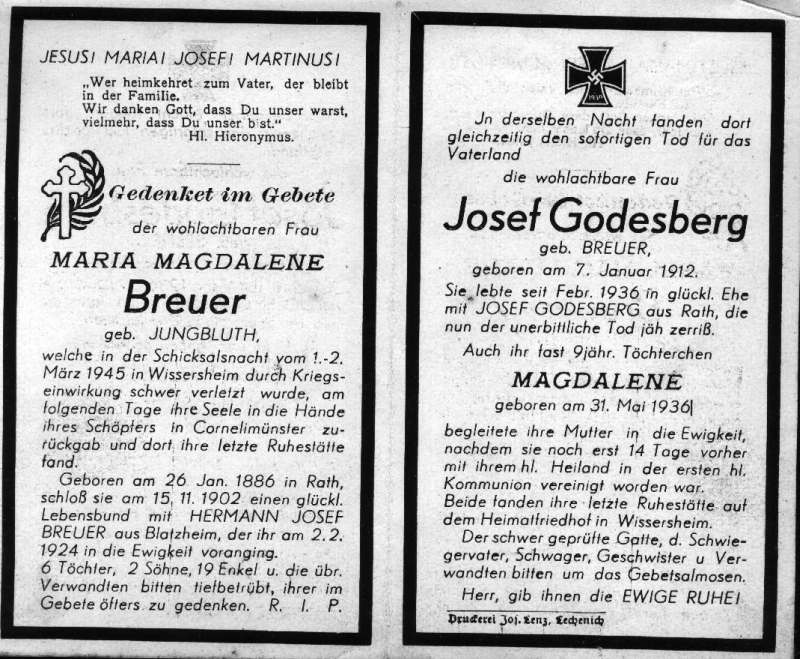 JESUS! MARIA! JOSEF! MARTINUS!
„Wer heimkehret zum Vater, der bleibt
in der Familie.
Wir danken Gott, dass Du unser warst,
vielmehr, dass Du unser bist.“
Hl. Hieronymus.
Gedenket im Gebete
der wohlachtbaren Frau
MARIA MAGDALENE
Breuer
geb. JUNGBLUTH,
welche in der Schicksalsnacht vom 1.-2.
März 1945 in Wissersheim durch Kriegs-
einwirkung schwer verletzt wurde, am
folgenden Tage ihre Seele in die Hände
ihres Schöpfers in Cornelimünster zu-
rückgab und dort ihre letzte Ruhestätte
fand.
Geboren am 26 Jan. 1886 in Rath,
schloß sie am 15. 11. 1902 einen glückl.
Lebensbund mit HERMANN JOSEF
BREUER aus Blatzheim, der ihr am 2. 2.
1924 in die Ewigkeit voranging.
6 Töchter, 2 Söhne, 19 Enkel u. die übr.
Verwandten bitten tiefbetrübt, ihrer im
Gebete öfters zu gedenken. R. I. P.
1939
Jn derselben Nacht fanden dort
gleichzeitig den sofortigen Tod für das
Vaterland
die wohlachtbare Frau
Josef Godesberg
geb. BREUER,
geboren am 7. Januar 1912.
Sie lebte seit Febr. 1936 in glückl. Ehe
mit JOSEF GODESBERG aus Rath, die
nun der unerbittliche Tod jäh zerriß.
Auch ihr fast 9jähr. Töchterchen
MAGDALENE
geboren am 31. Mai 1936
begleitete ihre Mutter in die Ewigkeit,
nachdem sie noch erst 14 Tage vorher
mit ihrem hl. Heiland in der ersten hl.
Kommunion vereinigt worden war.
Beide fanden ihre letzte Ruhestätte auf
dem Heimatfriedhof in Wissersheim.
Der schwer geprüfte Gatte, d. Schwie-
gervater, Schwager, Geschwister u. Ver-
wandten bitten um das Gebetsalmosen.
Herr, gib ihnen die EWIGE RUHE!
Druckerei Jos. Lenz, Lechenich